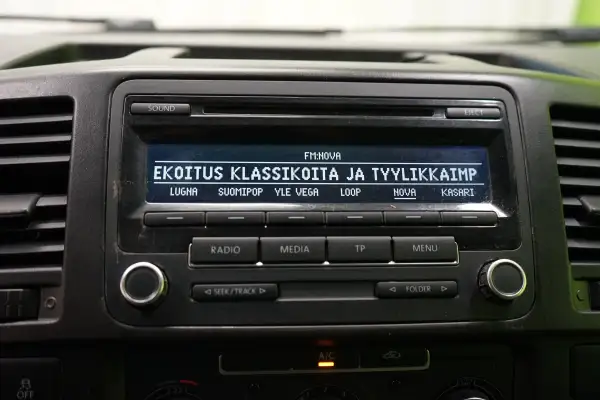 SOUND
EJECT
FM:NOVA
EKOITUS KLASSIKOITA JA TYYLIKKAIMP
LUGNA SUOMIPOP YLE VEGA LOOP NOVA KASARI
RADIO MEDIA TP MENU
SEEK/TRACK FOLDER
A/C
OFF